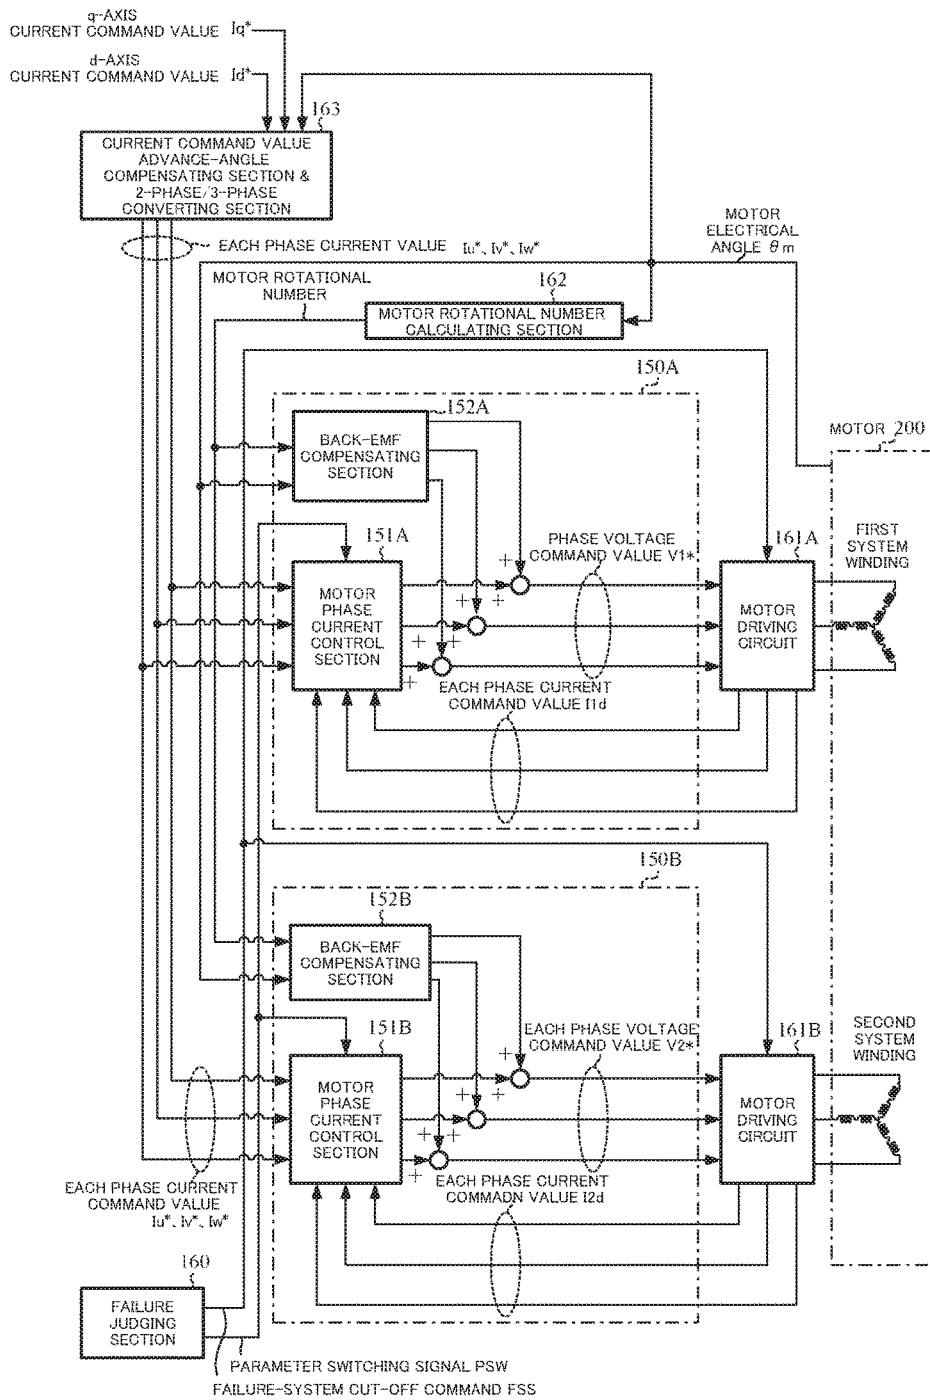 q-AXIS
CURRENT COMMAND VALUE Iq*
d-AXIS
CURRENT COMMAND VALUE Id*
163
CURRENT COMMAND VALUE
ADVANCE-ANGLE
COMPENSATING SECTION &
2-PHASE/3-PHASE
CONVERTING SECTION
EACH PHASE CURRENT VALUE Iu*、Iv*、Iw*
MOTOR
ELECTRICAL
ANGLE θm
MOTOR ROTATIONAL
NUMBER
162
MOTOR ROTATIONAL NUMBER
CALCULATING SECTION
150A
152A
BACK-EMF
COMPENSATING
SECTION
MOTOR 200
151A
MOTOR
PHASE
CURRENT
CONTROL
SECTION
PHASE VOLTAGE
COMMAND VALUE V1*
161A
MOTOR
DRIVING
CIRCUIT
FIRST
SYSTEM
WINDING
+
+ +
+ +
+
EACH PHASE CURRENT
COMMAND VALUE I1d
150B
152B
BACK-EMF
COMPENSATING
SECTION
151B
MOTOR
PHASE
CURRENT
CONTROL
SECTION
EACH PHASE VOLTAGE
COMMAND VALUE V2*
161B
MOTOR
DRIVING
CIRCUIT
SECOND
SYSTEM
WINDING
+
+ +
+ +
+
EACH PHASE CURRENT
COMMADN VALUE I2d
EACH PHASE CURRENT
COMMAND VALUE
Iu*、Iv*、Iw*
160
FAILURE
JUDGING
SECTION
PARAMETER SWITCHING SIGNAL PSW
FAILURE-SYSTEM CUT-OFF COMMAND FSS